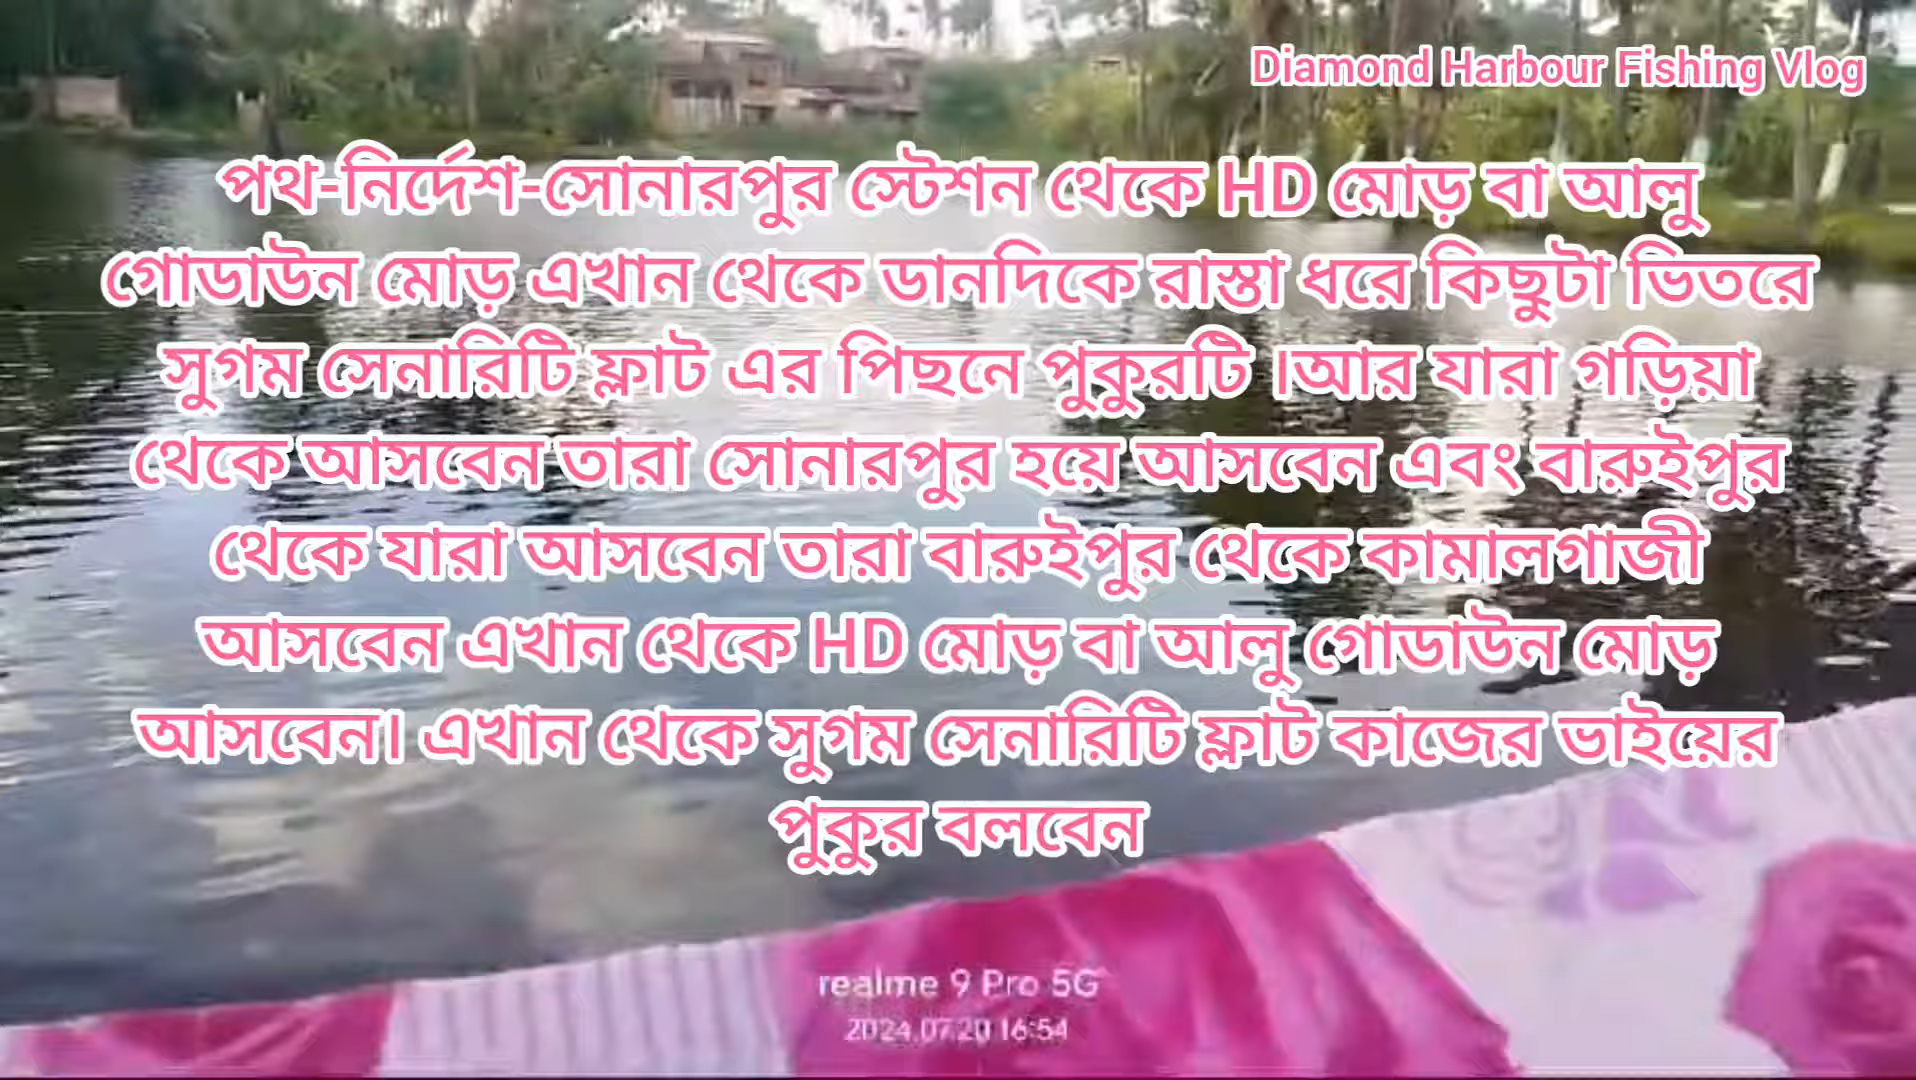 Diamond Harbour Fishing Vlog
পথ-নির্দেশ-সোনারপুর স্টেশন থেকে HD মোড় বা আলু
গোডাউন মোড় এখান থেকে ডানদিকে রাস্তা ধরে কিছুটা ভিতরে
সুগম সেনারিটি ফ্লাট এর পিছনে পুকুরটি ।আর যারা গড়িয়া
থেকে আসবেন তারা সোনারপুর হয়ে আসবেন এবং বারুইপুর
থেকে যারা আসবেন তারা বারুইপুর থেকে কামালগাজী
আসবেন এখান থেকে HD মোড় বা আলু গোডাউন মোড়
আসবেন। এখান থেকে সুগম সেনারিটি ফ্লাট কাজের ভাইয়ের
পুকুর বলবেন
realme 9 Pro 5G
2024.07.20 16:54